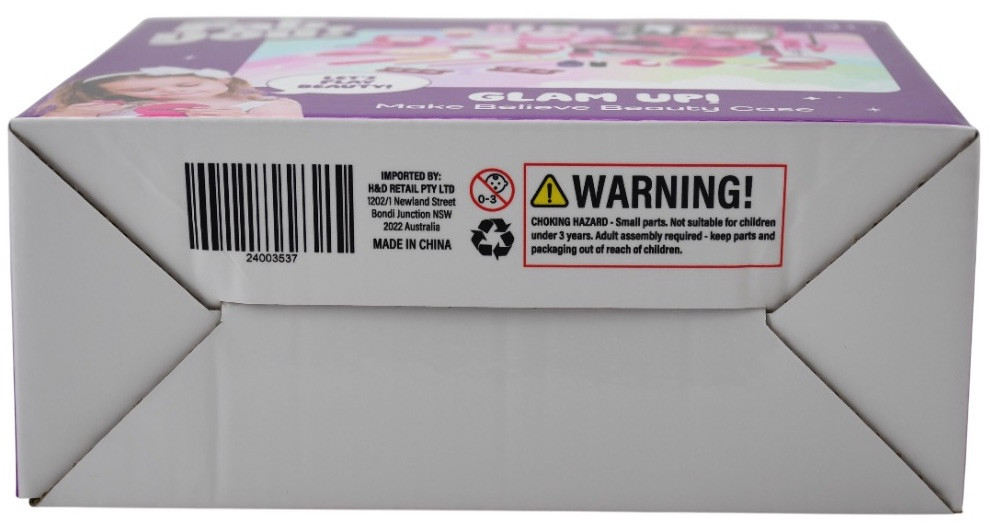 LET'S
PLAY
BEAUTY!
GLAM UP!
Make Believe Beauty Case
24003537
IMPORTED BY:
H&D RETAIL PTY LTD
1202/1 Newland Street
Bondi Junction NSW
2022 Australia
MADE IN CHINA
0-3
WARNING!
CHOKING HAZARD - Small parts. Not suitable for children
under 3 years. Adult assembly required - keep parts and
packaging out of reach of children.